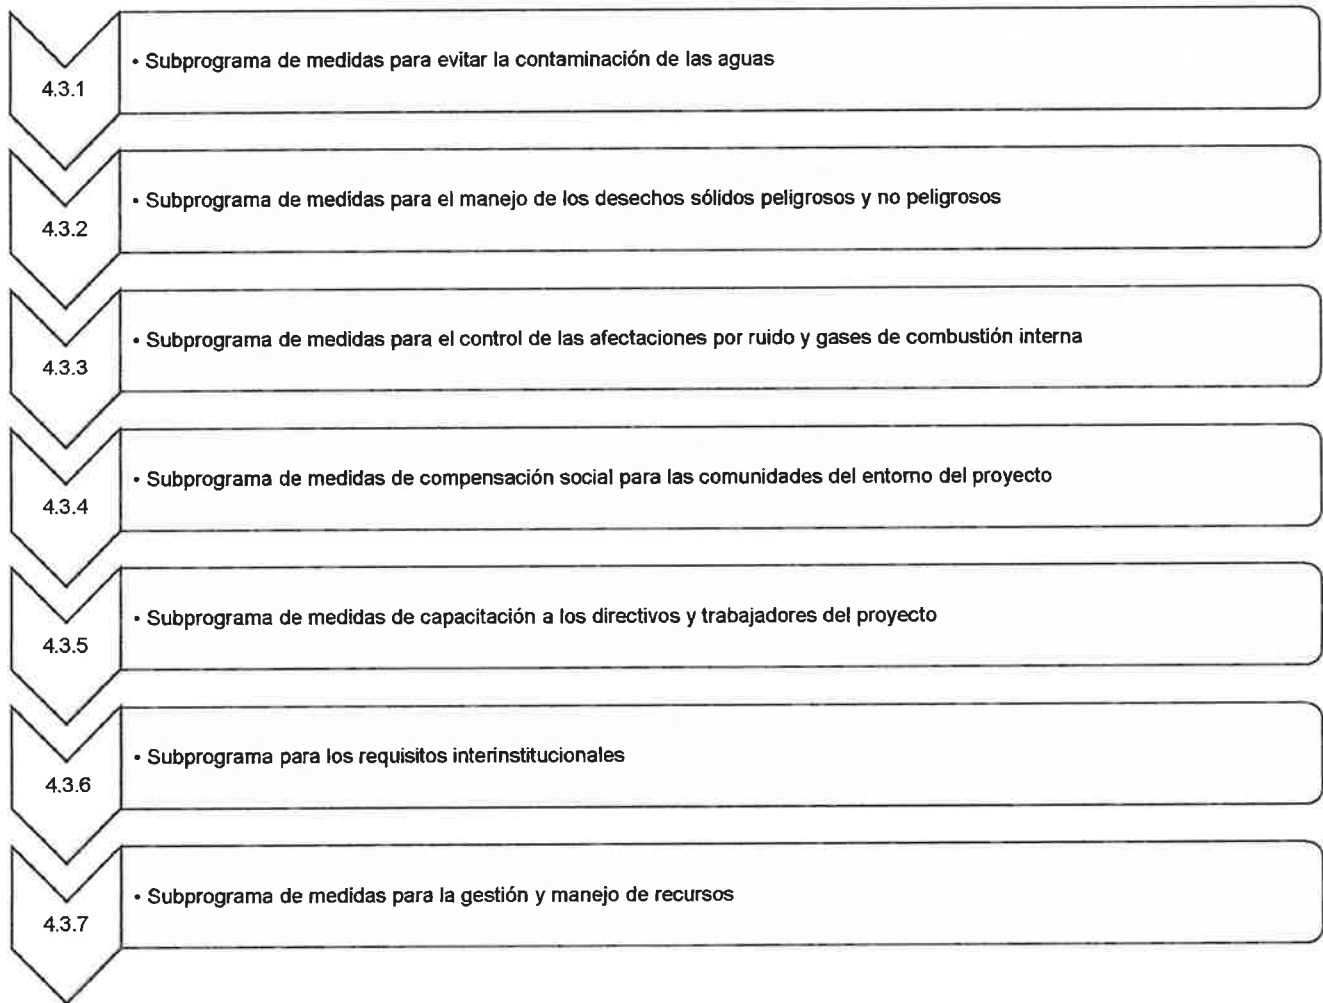 4.3.1
• Subprograma de medidas para evitar la contaminación de las aguas
4.3.2
• Subprograma de medidas para el manejo de los desechos sólidos peligrosos y no peligrosos
4.3.3
• Subprograma de medidas para el control de las afectaciones por ruido y gases de combustión interna
4.3.4
• Subprograma de medidas de compensación social para las comunidades del entorno del proyecto
4.3.5
• Subprograma de medidas de capacitación a los directivos y trabajadores del proyecto
4.3.6
• Subprograma para los requisitos interinstitucionales
4.3.7
• Subprograma de medidas para la gestión y manejo de recursos